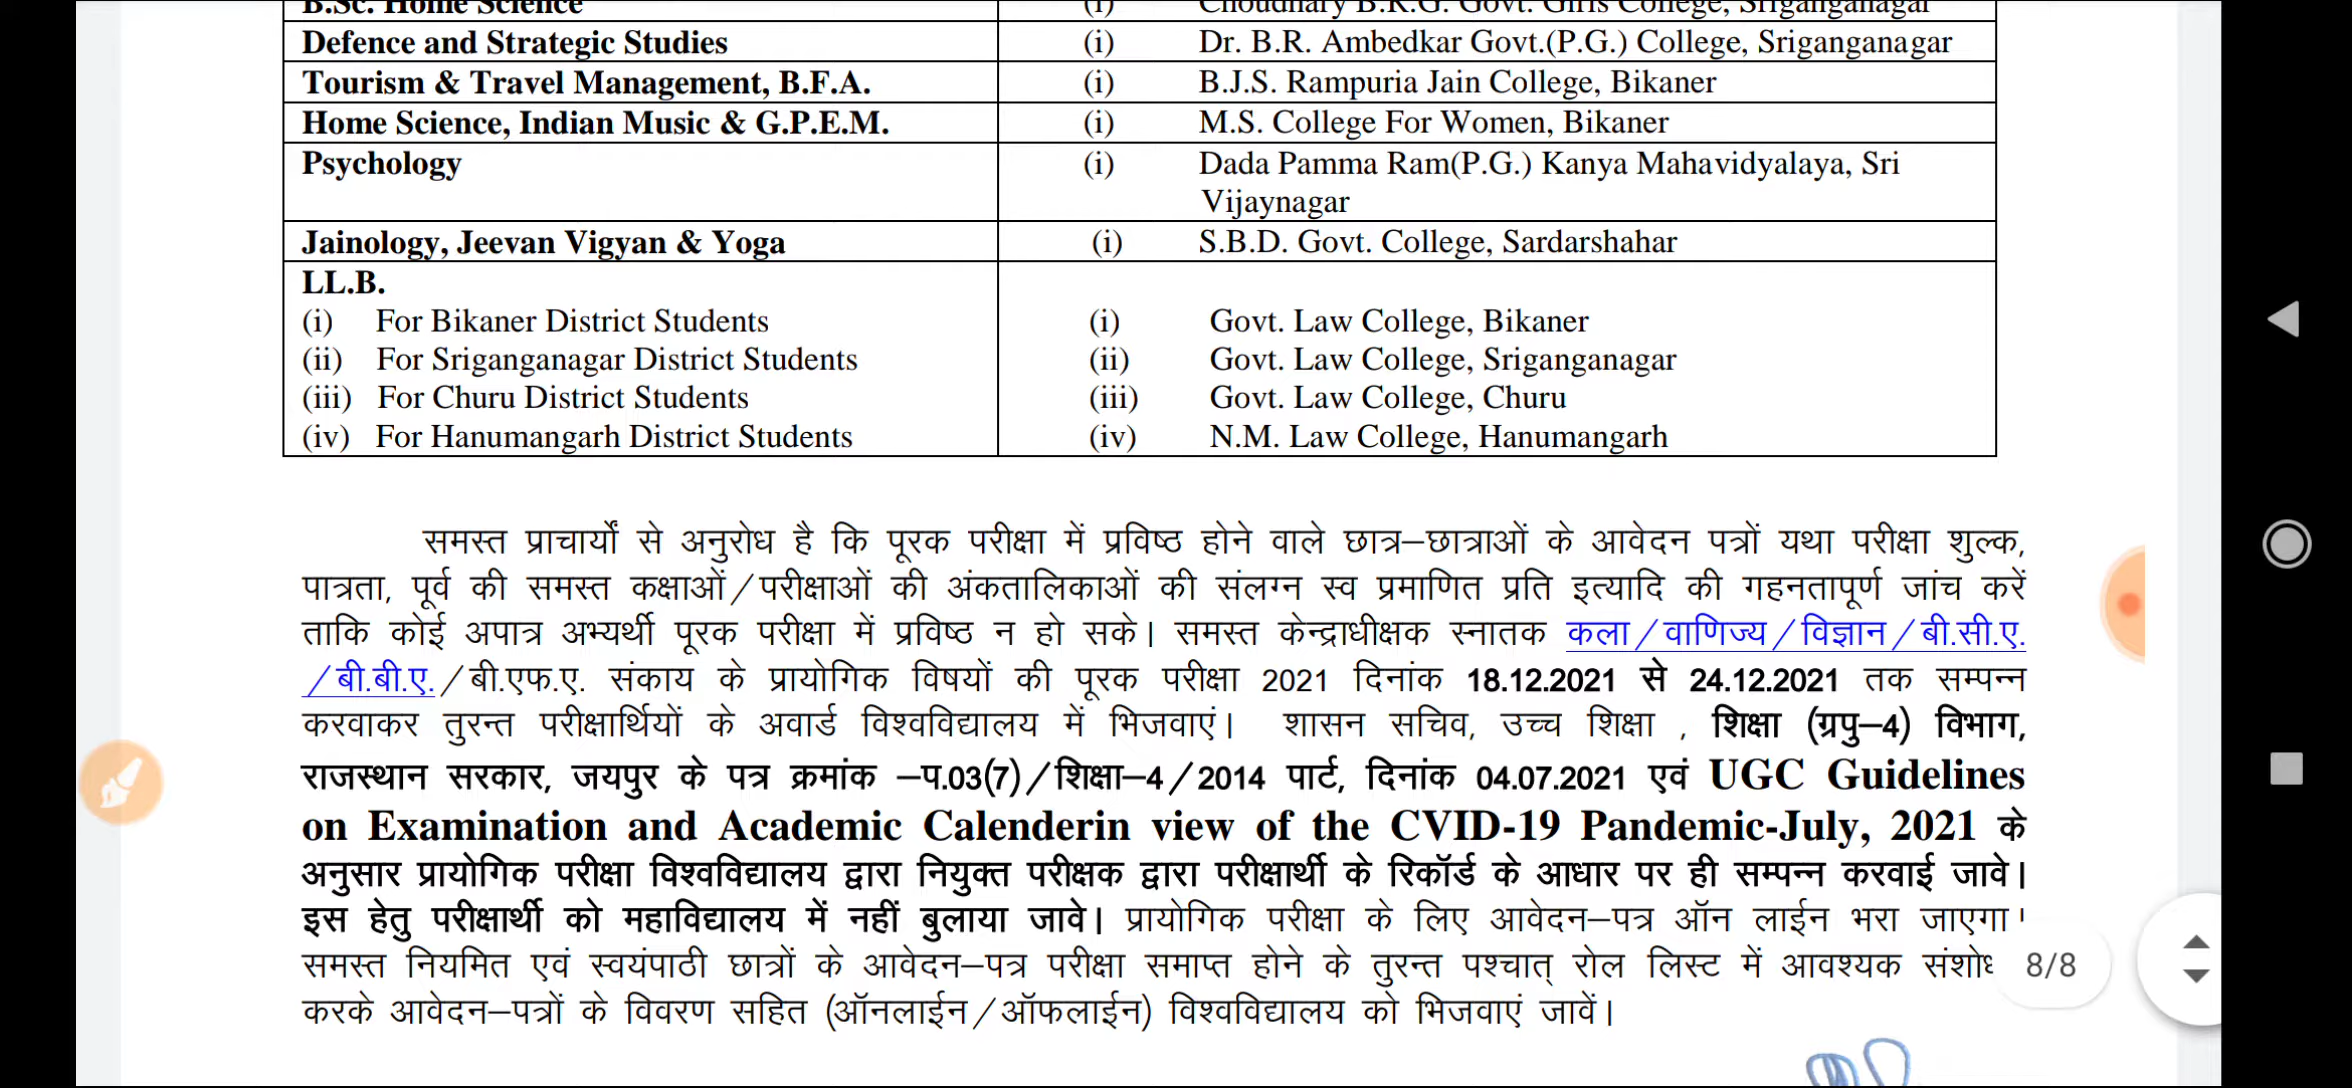 B.Sc. Home Science (i) Choudhary B.R.G. Govt. Girls College, Sriganganagar
Defence and Strategic Studies (i) Dr. B.R. Ambedkar Govt.(P.G.) College, Sriganganagar
Tourism & Travel Management, B.F.A. (i) B.J.S. Rampuria Jain College, Bikaner
Home Science, Indian Music & G.P.E.M. (i) M.S. College For Women, Bikaner
Psychology (i) Dada Pamma Ram(P.G.) Kanya Mahavidyalaya, Sri
Vijaynagar
Jainology, Jeevan Vigyan & Yoga (i) S.B.D. Govt. College, Sardarshahar
LL.B.
(i) For Bikaner District Students (i) Govt. Law College, Bikaner
(ii) For Sriganganagar District Students (ii) Govt. Law College, Sriganganagar
(iii) For Churu District Students (iii) Govt. Law College, Churu
(iv) For Hanumangarh District Students (iv) N.M. Law College, Hanumangarh
समस्त प्राचार्यों से अनुरोध है कि पूरक परीक्षा में प्रविष्ठ होने वाले छात्र–छात्राओं के आवेदन पत्रों यथा परीक्षा शुल्क,
पात्रता, पूर्व की समस्त कक्षाओं/परीक्षाओं की अंकतालिकाओं की संलग्न स्व प्रमाणित प्रति इत्यादि की गहनतापूर्ण जांच करें
ताकि कोई अपात्र अभ्यर्थी पूरक परीक्षा में प्रविष्ठ न हो सके। समस्त केन्द्राधीक्षक स्नातक कला/वाणिज्य/विज्ञान/बी.सी.ए.
/बी.बी.ए./बी.एफ.ए. संकाय के प्रायोगिक विषयों की पूरक परीक्षा 2021 दिनांक 18.12.2021 से 24.12.2021 तक सम्पन्न
करवाकर तुरन्त परीक्षार्थियों के अवार्ड विश्वविद्यालय में भिजवाएं। शासन सचिव, उच्च शिक्षा , शिक्षा (ग्रपु–4) विभाग,
राजस्थान सरकार, जयपुर के पत्र क्रमांक –प.03(7)/शिक्षा–4/2014 पार्ट, दिनांक 04.07.2021 एवं UGC Guidelines
on Examination and Academic Calenderin view of the CVID-19 Pandemic-July, 2021 के
अनुसार प्रायोगिक परीक्षा विश्वविद्यालय द्वारा नियुक्त परीक्षक द्वारा परीक्षार्थी के रिकॉर्ड के आधार पर ही सम्पन्न करवाई जावे।
इस हेतु परीक्षार्थी को महाविद्यालय में नहीं बुलाया जावे। प्रायोगिक परीक्षा के लिए आवेदन–पत्र ऑन लाईन भरा जाएगा।
समस्त नियमित एवं स्वयंपाठी छात्रों के आवेदन–पत्र परीक्षा समाप्त होने के तुरन्त पश्चात् रोल लिस्ट में आवश्यक
करके आवेदन–पत्रों के विवरण सहित (ऑनलाईन/ऑफलाईन) विश्वविद्यालय को भिजवाएं जावें।
8/8